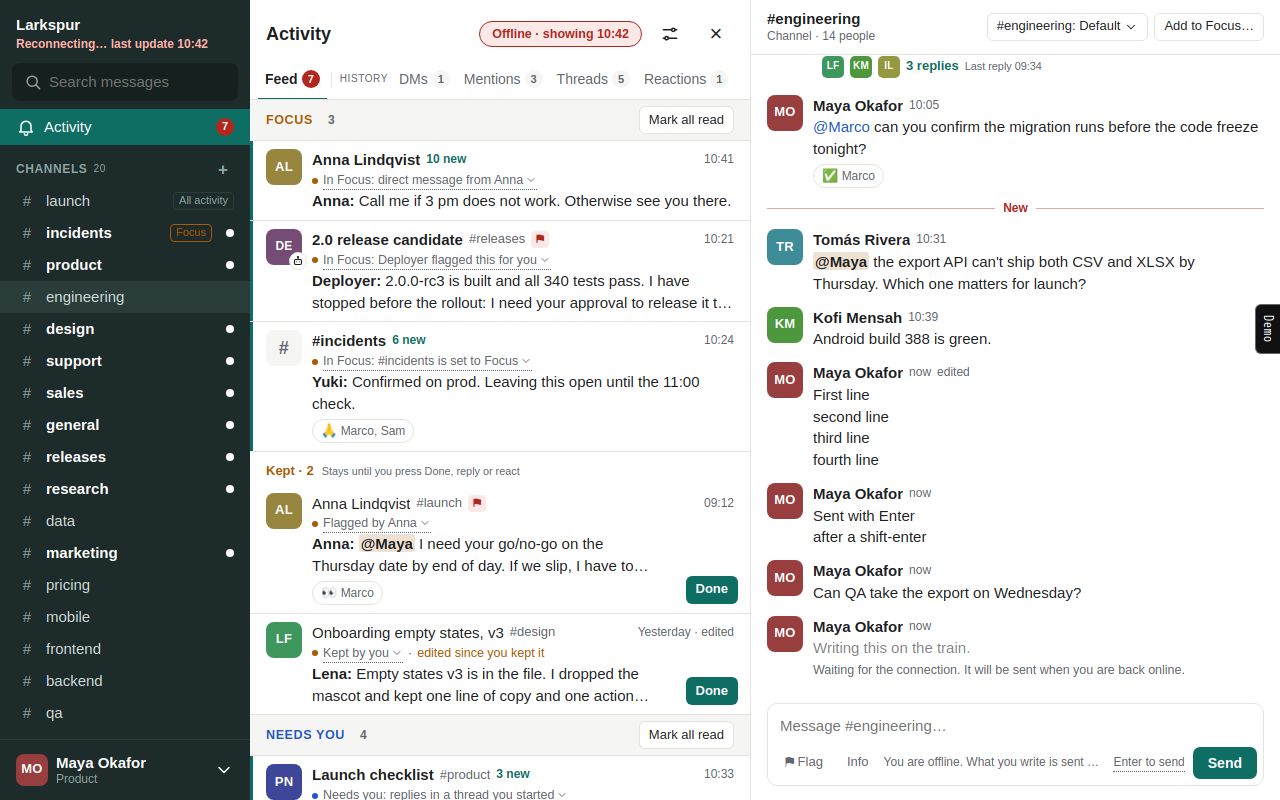 Larkspur
Reconnecting… last update 10:42
Search messages
Activity 7
CHANNELS 20 +
# launch All activity
# incidents Focus
# product
# engineering
# design
# support
# sales
# general
# releases
# research
# data
# marketing
# pricing
# mobile
# frontend
# backend
# qa
MO Maya Okafor
Product
Activity
Offline · showing 10:42
Feed 7 HISTORY DMs 1 Mentions 3 Threads 5 Reactions 1
FOCUS 3 Mark all read
AL Anna Lindqvist 10 new 10:41
In Focus: direct message from Anna
Anna: Call me if 3 pm does not work. Otherwise see you there.
DE 2.0 release candidate #releases 10:21
In Focus: Deployer flagged this for you
Deployer: 2.0.0-rc3 is built and all 340 tests pass. I have
stopped before the rollout: I need your approval to release it t…
# #incidents 6 new 10:24
In Focus: #incidents is set to Focus
Yuki: Confirmed on prod. Leaving this open until the 11:00
check.
🙏 Marco, Sam
Kept · 2 Stays until you press Done, reply or react
AL Anna Lindqvist #launch 09:12
Flagged by Anna
Anna: @Maya I need your go/no-go on the
Thursday date by end of day. If we slip, I have to…
👀 Marco
Done
LF Onboarding empty states, v3 #design Yesterday · edited
Kept by you · edited since you kept it
Lena: Empty states v3 is in the file. I dropped the
mascot and kept one line of copy and one action…
Done
NEEDS YOU 4 Mark all read
PN Launch checklist #product 3 new 10:33
Needs you: replies in a thread you started
#engineering
Channel · 14 people
#engineering: Default
Add to Focus…
LF KM IL 3 replies Last reply 09:34
MO Maya Okafor 10:05
@Marco can you confirm the migration runs before the code freeze
tonight?
✅ Marco
New
TR Tomás Rivera 10:31
@Maya the export API can't ship both CSV and XLSX by
Thursday. Which one matters for launch?
KM Kofi Mensah 10:39
Android build 388 is green.
MO Maya Okafor now edited
First line
second line
third line
fourth line
MO Maya Okafor now
Sent with Enter
after a shift-enter
MO Maya Okafor now
Can QA take the export on Wednesday?
MO Maya Okafor now
Writing this on the train.
Waiting for the connection. It will be sent when you are back online.
Message #engineering…
Flag Info You are offline. What you write is sent … Enter to send Send
Demo